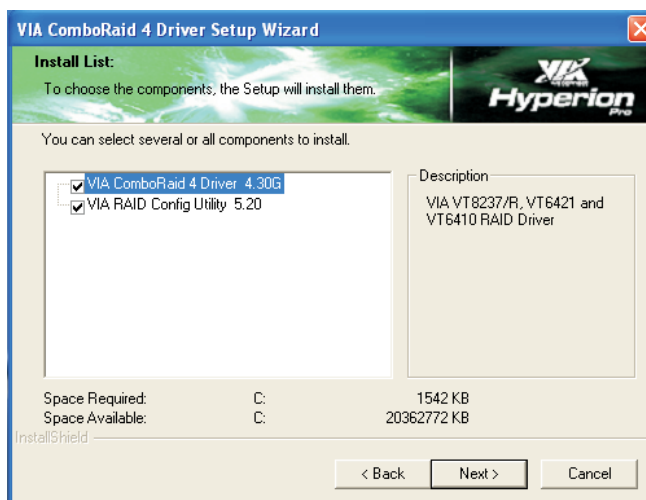 VIA ComboRaid 4 Driver Setup Wizard
Install List:
To choose the components, the Setup will install them.
VIA
Hyperion
Pro
You can select several or all components to install.
VIA ComboRaid 4 Driver 4.30G
VIA RAID Config Utility 5.20
Description
VIA VT8237/R, VT6421 and
VT6410 RAID Driver
Space Required: C: 1542 KB
Space Available: C: 20362772 KB
InstallShield
< Back Next > Cancel